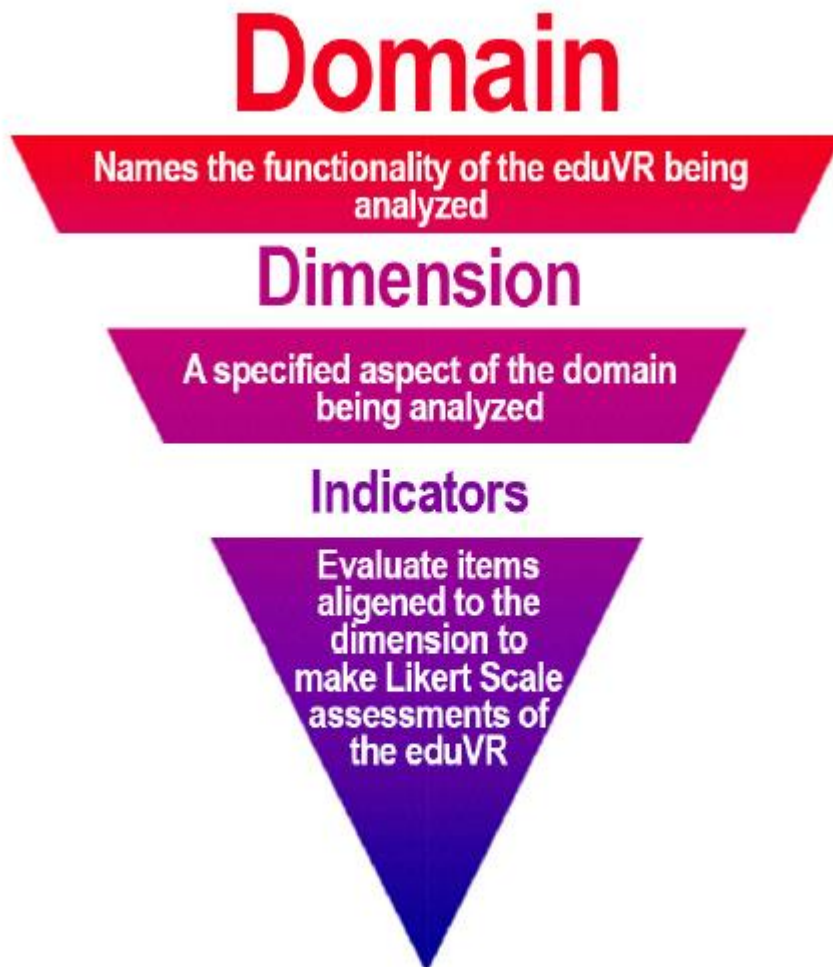 Domain
Names the functionality of the eduVR being
analyzed
Dimension
A specified aspect of the domain
being analyzed
Indicators
Evaluate items
aligened to the
dimension to
make Likert Scale
assessments of
the eduVR